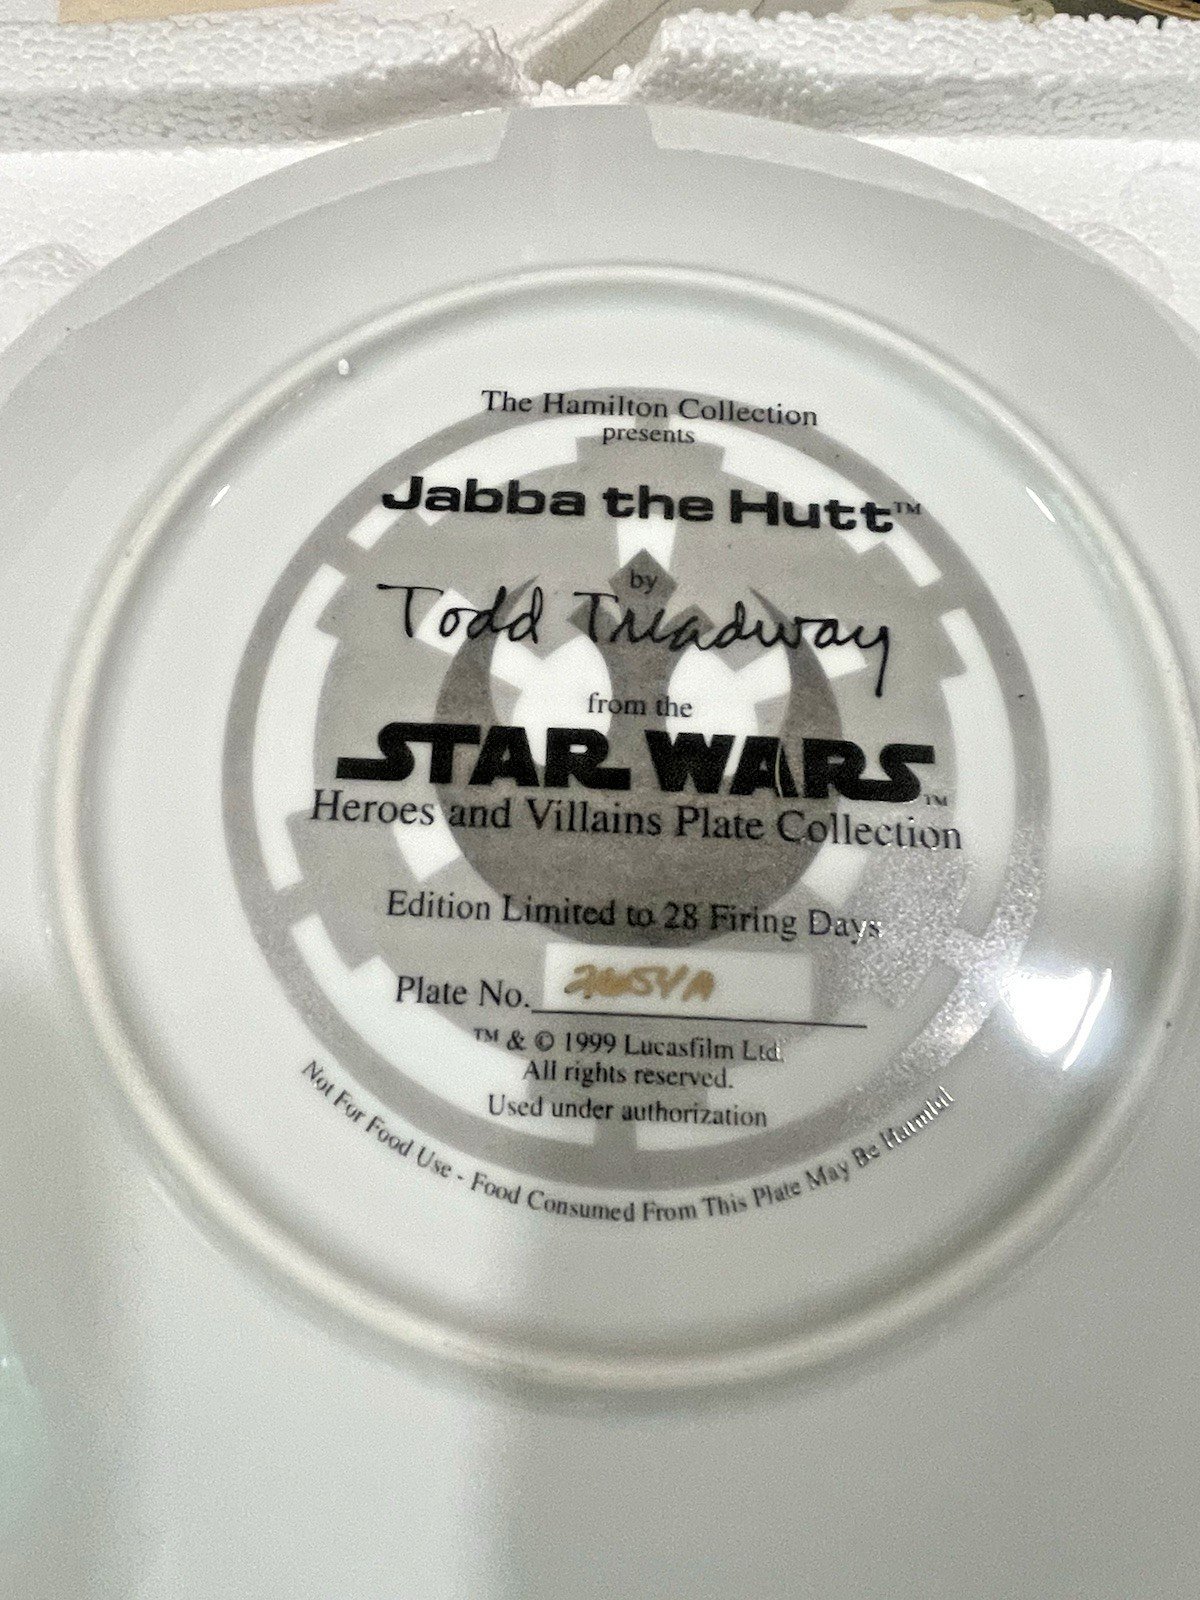 The Hamilton Collection
presents
Jabba the Hutt™
by
Todd Treadway
from the
STAR WARS™
Heroes and Villains Plate Collection
Edition Limited to 28 Firing Days
Plate No.
™ & © 1999 Lucasfilm Ltd.
All rights reserved.
Used under authorization
Not For Food Use - Food Consumed From This Plate May Be Harmful